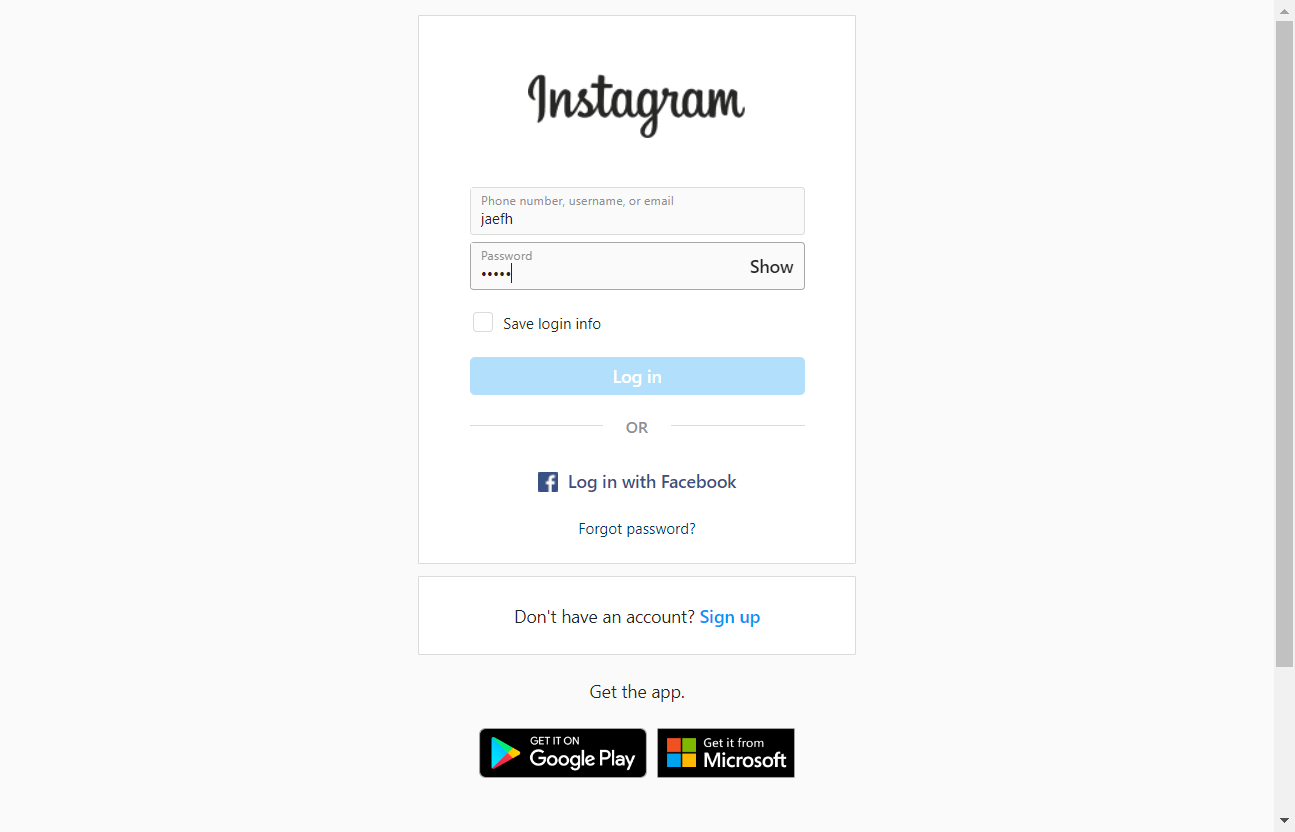 Instagram
Phone number, username, or email
jaefh
Password
•••••
Show
Save login info
Log in
OR
Log in with Facebook
Forgot password?
Don't have an account? Sign up
Get the app.
GET IT ON
Google Play
Get it from
Microsoft